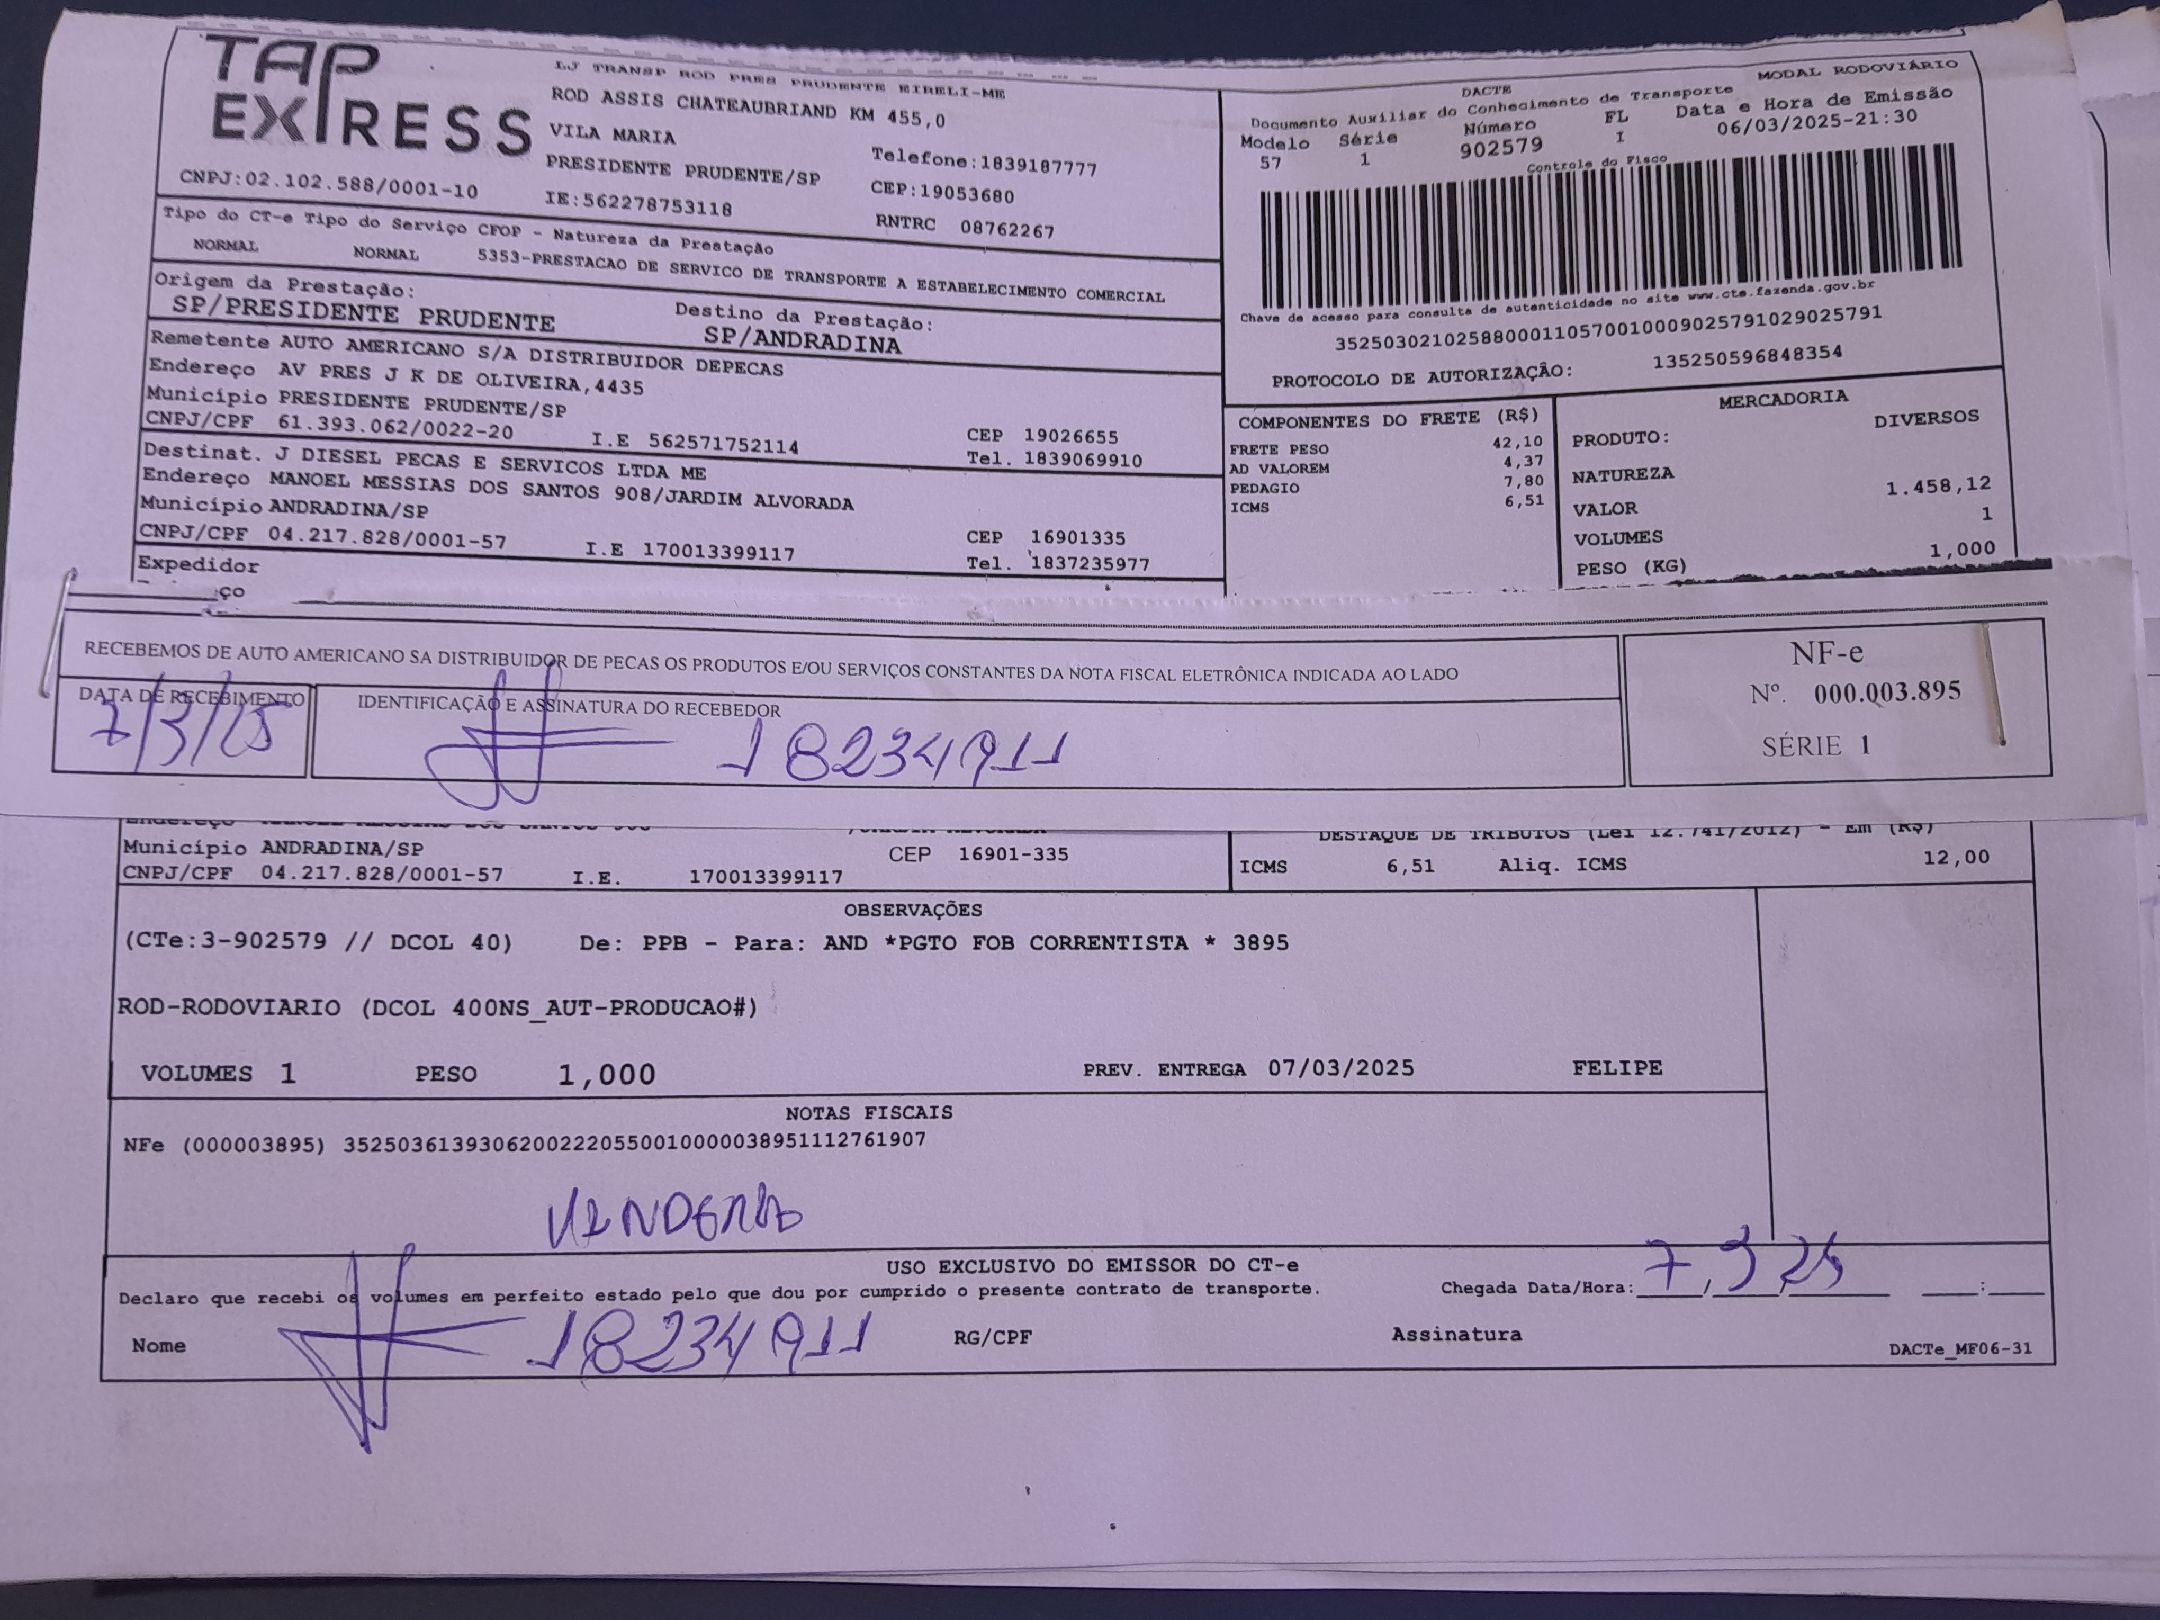 TAP
EXPRESS
LJ TRANSP ROD PRES PRUDENTE EIRELI-ME
ROD ASSIS CHATEAUBRIAND KM 455,0
VILA MARIA
PRESIDENTE PRUDENTE/SP
Telefone:1839187777
CEP:19053680
CNPJ:02.102.588/0001-10
IE:562278753118
RNTRC 08762267
Tipo do CT-e Tipo do Serviço CFOP - Natureza da Prestação
NORMAL NORMAL 5353-PRESTACAO DE SERVICO DE TRANSPORTE A ESTABELECIMENTO COMERCIAL
Origem da Prestação:
SP/PRESIDENTE PRUDENTE
Destino da Prestação:
SP/ANDRADINA
Remetente AUTO AMERICANO S/A DISTRIBUIDOR DEPECAS
Endereço AV PRES J K DE OLIVEIRA,4435
Município PRESIDENTE PRUDENTE/SP
CEP 19026655
CNPJ/CPF 61.393.062/0022-20 I.E 562571752114 Tel. 1839069910
Destinat. J DIESEL PECAS E SERVICOS LTDA ME
Endereço MANOEL MESSIAS DOS SANTOS 908/JARDIM ALVORADA
Município ANDRADINA/SP
CEP 16901335
CNPJ/CPF 04.217.828/0001-57 I.E 170013399117 Tel. 1837235977
Expedidor
ço
DACTE
MODAL RODOVIÁRIO
Documento Auxiliar do Conhecimento de Transporte
Modelo Série Número FL Data e Hora de Emissão
57 1 902579 1 06/03/2025-21:30
Controle do Fisco
Chave de acesso para consulta de autenticidade no site www.cte.fazenda.gov.br
35250302102588000110570010009025791029025791
PROTOCOLO DE AUTORIZAÇÃO: 135250596848354
COMPONENTES DO FRETE (R$)
FRETE PESO 42,10
AD VALOREM 4,37
PEDAGIO 7,80
ICMS 6,51
MERCADORIA
PRODUTO: DIVERSOS
NATUREZA
VALOR 1.458,12
VOLUMES 1
PESO (KG) 1,000
RECEBEMOS DE AUTO AMERICANO SA DISTRIBUIDOR DE PECAS OS PRODUTOS E/OU SERVIÇOS CONSTANTES DA NOTA FISCAL ELETRÔNICA INDICADA AO LADO
DATA DE RECEBIMENTO
7/3/25
IDENTIFICAÇÃO E ASSINATURA DO RECEBEDOR
18234911
NF-e
Nº. 000.003.895
SÉRIE 1
Município ANDRADINA/SP CEP 16901-335
CNPJ/CPF 04.217.828/0001-57 I.E. 170013399117
DESTAQUE DE TRIBUTOS (Lei 12.741/2012) - Em (R$)
ICMS 6,51 Aliq. ICMS 12,00
OBSERVAÇÕES
(CTe:3-902579 // DCOL 40) De: PPB - Para: AND *PGTO FOB CORRENTISTA * 3895
ROD-RODOVIARIO (DCOL 400NS_AUT-PRODUCAO#)
VOLUMES 1 PESO 1,000 PREV. ENTREGA 07/03/2025 FELIPE
NOTAS FISCAIS
NFe (000003895) 35250361393062002220550010000038951112761907
USO EXCLUSIVO DO EMISSOR DO CT-e
Declaro que recebi os volumes em perfeito estado pelo que dou por cumprido o presente contrato de transporte.
Chegada Data/Hora: 7, 3 25 :
Nome 18234911 RG/CPF Assinatura
DACTe_MF06-31